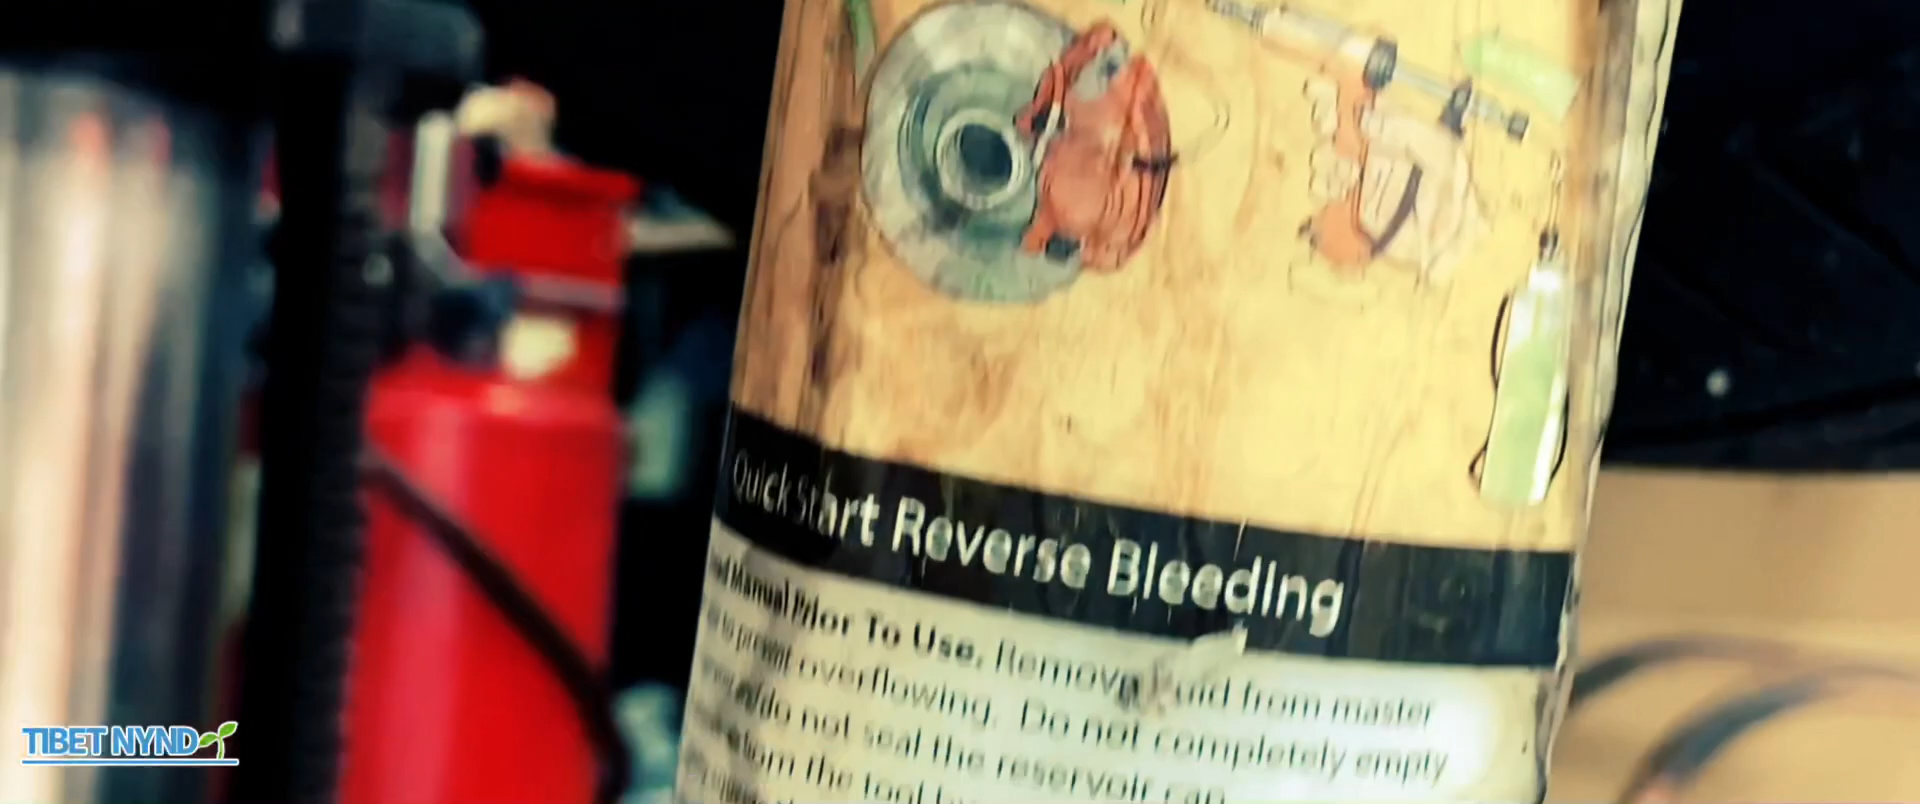 Quick Start Reverse Bleeding
Manual Prior To Use. Remove fluid from master
to prevent overflowing. Do not completely empty
do not seal the reservoir cap
from the tool
TIBET NYND